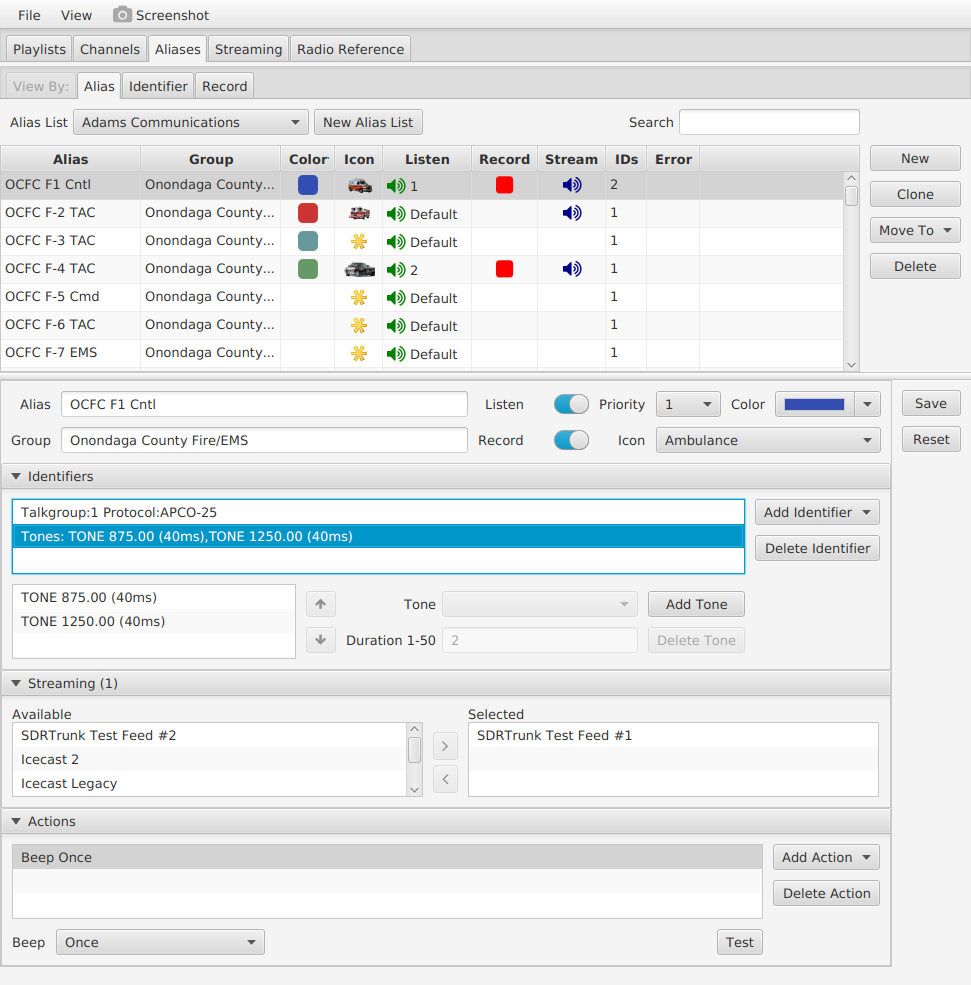 File View Screenshot
Playlists Channels Aliases Streaming Radio Reference
View By: Alias Identifier Record
Alias List Adams Communications New Alias List Search
Alias Group Color Icon Listen Record Stream IDs Error
New
OCFC F1 Cntl Onondaga County... 1 2
Clone
OCFC F-2 TAC Onondaga County... Default 1
Move To
OCFC F-3 TAC Onondaga County... Default 1
Delete
OCFC F-4 TAC Onondaga County... 2 1
OCFC F-5 Cmd Onondaga County... Default 1
OCFC F-6 TAC Onondaga County... Default 1
OCFC F-7 EMS Onondaga County... Default 1
Alias OCFC F1 Cntl Listen Priority 1 Color Save
Group Onondaga County Fire/EMS Record Icon Ambulance Reset
Identifiers
Talkgroup:1 Protocol:APCO-25 Add Identifier
Tones: TONE 875.00 (40ms),TONE 1250.00 (40ms)
Delete Identifier
TONE 875.00 (40ms) Tone Add Tone
TONE 1250.00 (40ms)
Duration 1-50 2 Delete Tone
Streaming (1)
Available Selected
SDRTrunk Test Feed #2 SDRTrunk Test Feed #1
Icecast 2
Icecast Legacy
Actions
Beep Once Add Action
Delete Action
Beep Once Test